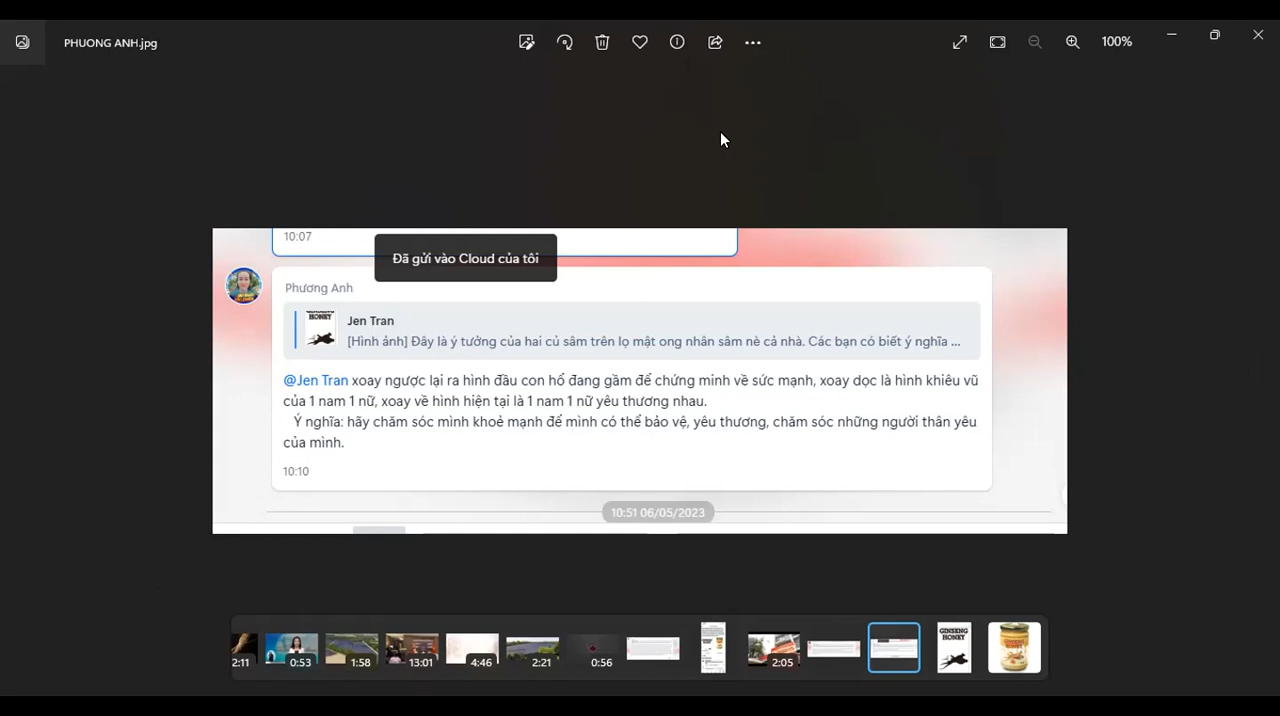 PHUONG ANH.jpg
100%
10:07
Đã gửi vào Cloud của tôi
Phương Anh
HONEY
Jen Tran
[Hình ảnh] Đây là ý tưởng của hai củ sâm trên lọ mật ong nhân sâm nè cả nhà. Các bạn có biết ý nghĩa ...
@Jen Tran xoay ngược lại ra hình đầu con hổ đang gầm để chứng minh về sức mạnh, xoay dọc là hình khiêu vũ
của 1 nam 1 nữ, xoay về hình hiện tại là 1 nam 1 nữ yêu thương nhau.
Ý nghĩa: hãy chăm sóc mình khoẻ mạnh để mình có thể bảo vệ, yêu thương, chăm sóc những người thân yêu
của mình.
10:10
10:51 06/05/2023
2:11
0:53
1:58
13:01
4:46
2:21
0:56
2:05
GINSENG
HONEY